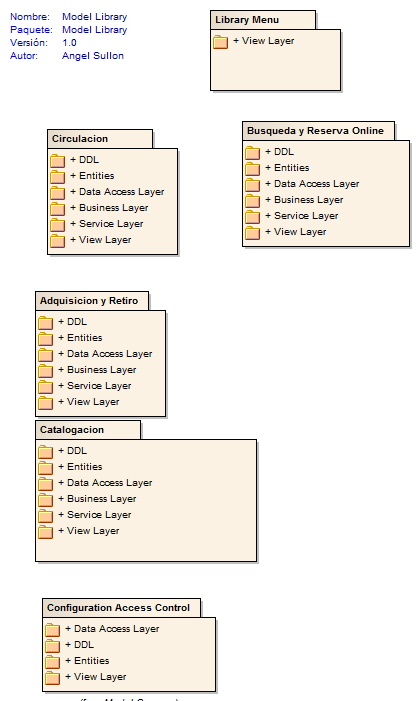 Nombre: Model Library
Paquete: Model Library
Versión: 1.0
Autor: Angel Sullon
Library Menu
+ View Layer
Circulacion
+ DDL
+ Entities
+ Data Access Layer
+ Business Layer
+ Service Layer
+ View Layer
Busqueda y Reserva Online
+ DDL
+ Entities
+ Data Access Layer
+ Business Layer
+ Service Layer
+ View Layer
Adquisicion y Retiro
+ DDL
+ Entities
+ Data Access Layer
+ Business Layer
+ Service Layer
+ View Layer
Catalogacion
+ DDL
+ Entities
+ Data Access Layer
+ Business Layer
+ Service Layer
+ View Layer
Configuration Access Control
+ Data Access Layer
+ DDL
+ Entities
+ View Layer